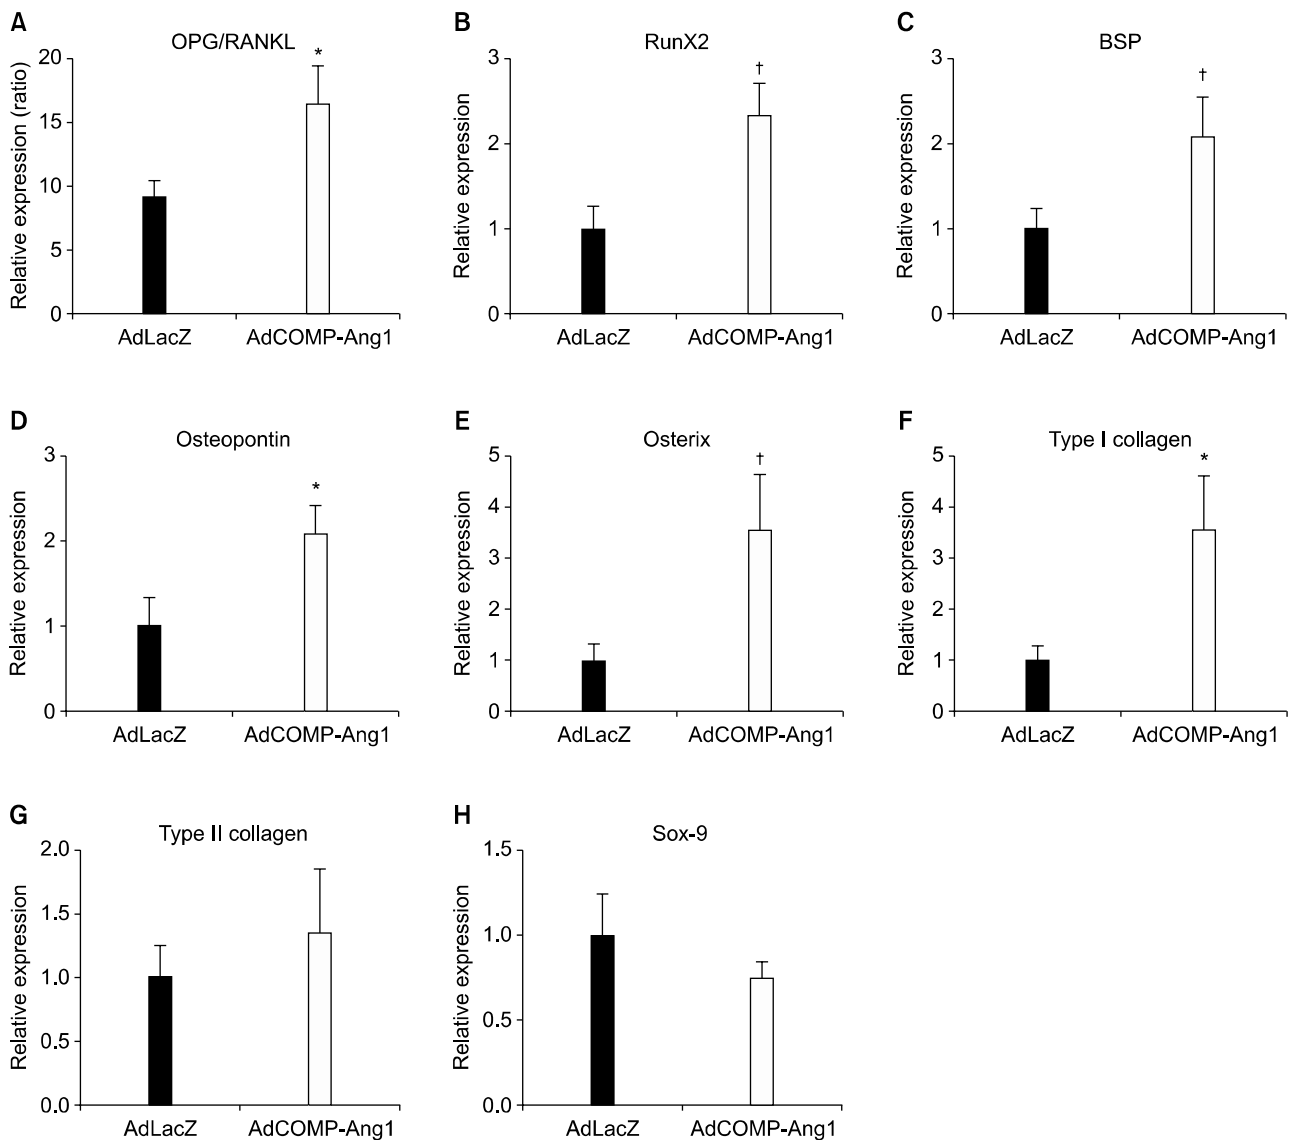 A
OPG/RANKL
Relative expression (ratio)
20
15
10
5
0
*
AdLacZ
AdCOMP-Ang1
B
RunX2
Relative expression
3
2
1
0
†
AdLacZ
AdCOMP-Ang1
C
BSP
Relative expression
3
2
1
0
†
AdLacZ
AdCOMP-Ang1
D
Osteopontin
Relative expression
3
2
1
0
*
AdLacZ
AdCOMP-Ang1
E
Osterix
Relative expression
5
4
3
2
1
0
†
AdLacZ
AdCOMP-Ang1
F
Type I collagen
Relative expression
5
4
3
2
1
0
*
AdLacZ
AdCOMP-Ang1
G
Type II collagen
Relative expression
2.0
1.5
1.0
0.5
0.0
AdLacZ
AdCOMP-Ang1
H
Sox-9
Relative expression
1.5
1.0
0.5
0.0
AdLacZ
AdCOMP-Ang1